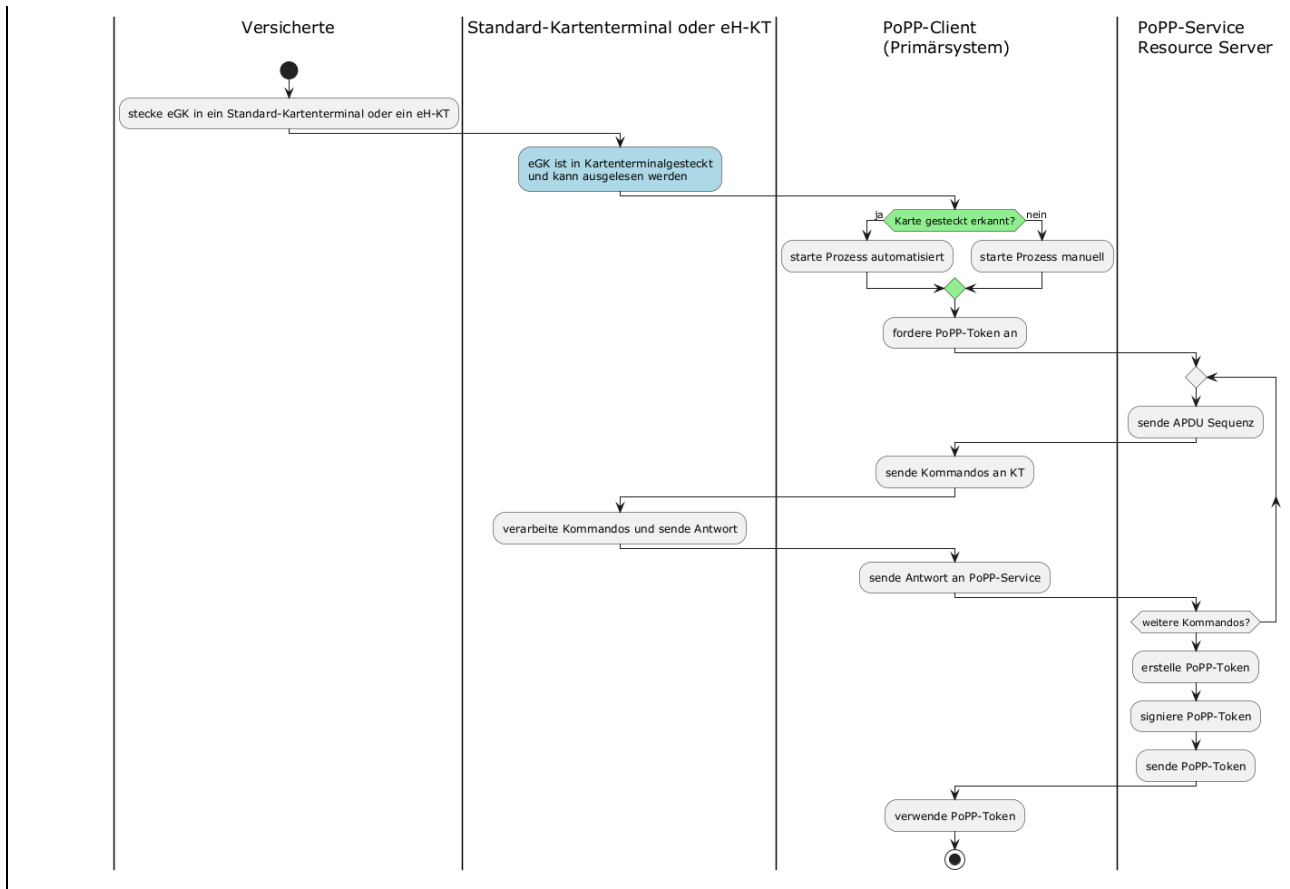 Versicherte
Standard-Kartenterminal oder eH-KT
PoPP-Client
(Primärsystem)
PoPP-Service
Resource Server
stecke eGK in ein Standard-Kartenterminal oder ein eH-KT
eGK ist in Kartenterminalgesteckt
und kann ausgelesen werden
ja
Karte gesteckt erkannt?
nein
starte Prozess automatisiert
starte Prozess manuell
fordere PoPP-Token an
sende APDU Sequenz
sende Kommandos an KT
verarbeite Kommandos und sende Antwort
sende Antwort an PoPP-Service
weitere Kommandos?
erstelle PoPP-Token
signiere PoPP-Token
sende PoPP-Token
verwende PoPP-Token